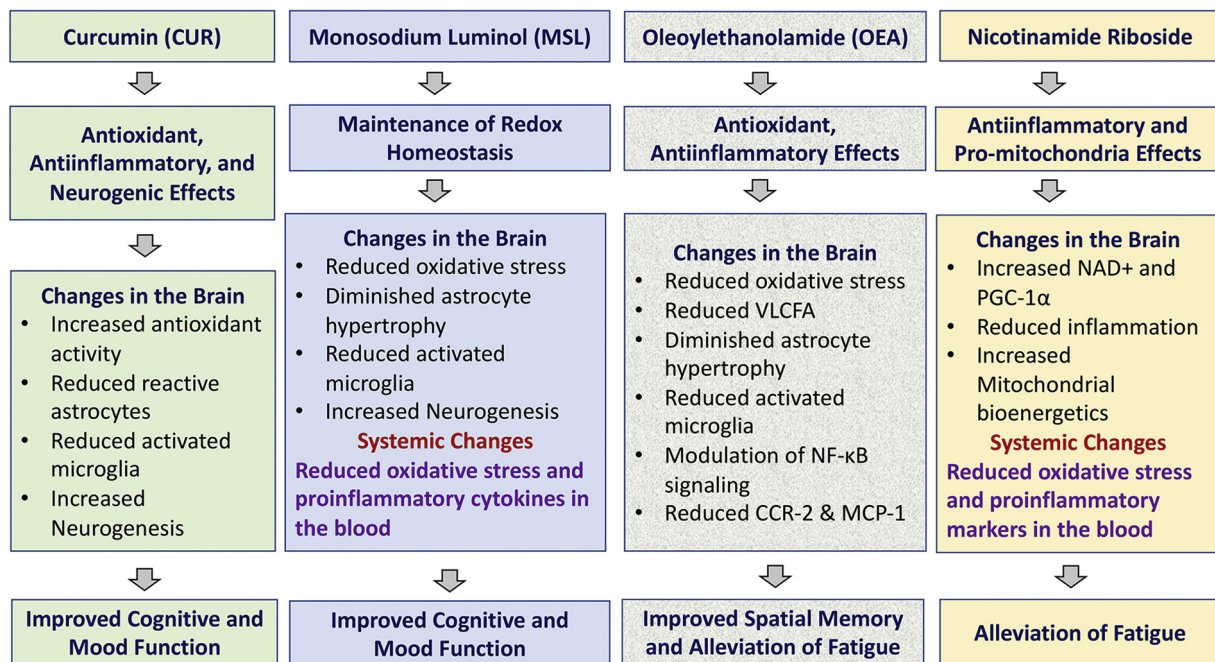 Curcumin (CUR)
Antioxidant,
Antiinflammatory, and
Neurogenic Effects
Changes in the Brain
• Increased antioxidant
activity
• Reduced reactive
astrocytes
• Reduced activated
microglia
• Increased
Neurogenesis
Improved Cognitive and
Mood Function
Monosodium Luminol (MSL)
Maintenance of Redox
Homeostasis
Changes in the Brain
• Reduced oxidative stress
• Diminished astrocyte
hypertrophy
• Reduced activated
microglia
• Increased Neurogenesis
Systemic Changes
Reduced oxidative stress and
proinflammatory cytokines in
the blood
Improved Cognitive and
Mood Function
Oleoylethanolamide (OEA)
Antioxidant,
Antiinflammatory Effects
Changes in the Brain
• Reduced oxidative stress
• Reduced VLCFA
• Diminished astrocyte
hypertrophy
• Reduced activated
microglia
• Modulation of NF-κB
signaling
• Reduced CCR-2 & MCP-1
Improved Spatial Memory
and Alleviation of Fatigue
Nicotinamide Riboside
Antiinflammatory and
Pro-mitochondria Effects
Changes in the Brain
• Increased NAD+ and
PGC-1α
• Reduced inflammation
• Increased
Mitochondrial
bioenergetics
Systemic Changes
Reduced oxidative stress
and proinflammatory
markers in the blood
Alleviation of Fatigue